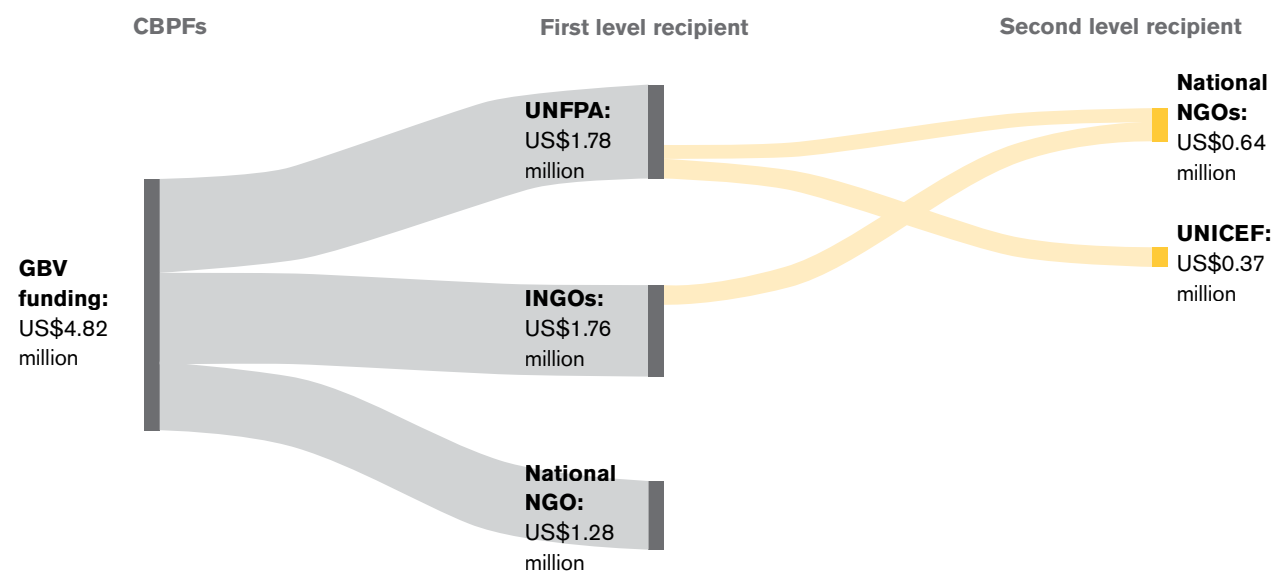 CBPFs
First level recipient
Second level recipient
GBV
funding:
US$4.82
million
UNFPA:
US$1.78
million
INGOs:
US$1.76
million
National
NGO:
US$1.28
million
National
NGOs:
US$0.64
million
UNICEF:
US$0.37
million